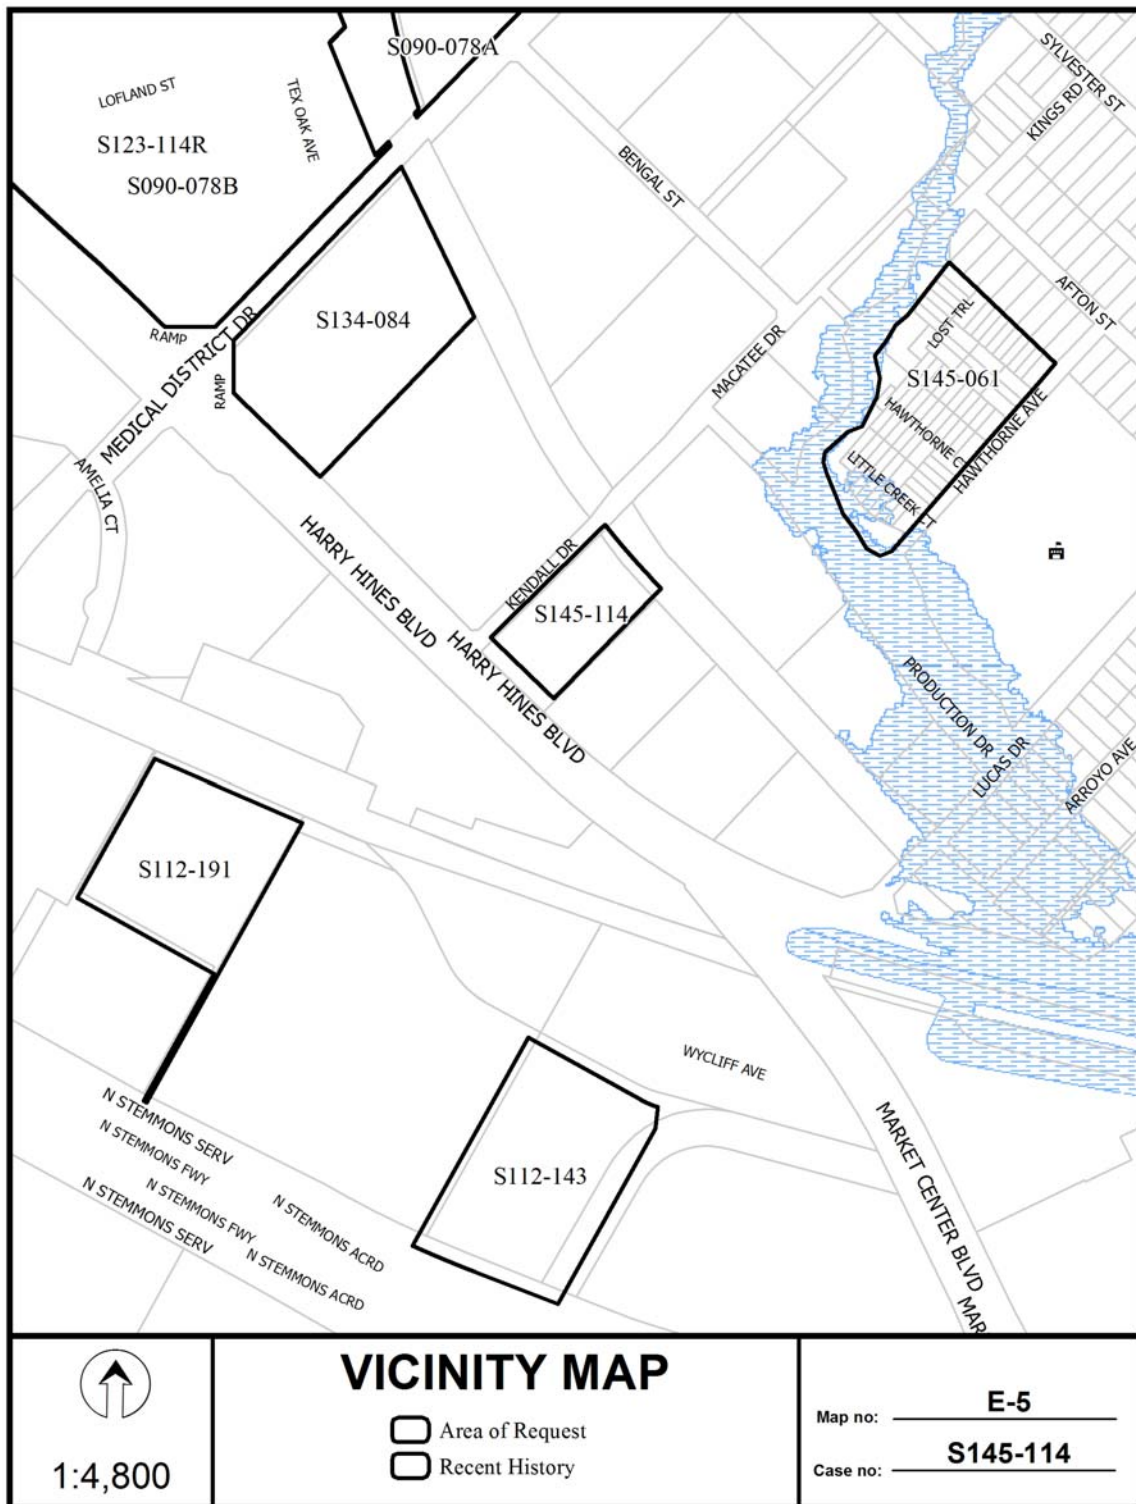 S090-078A
SYLVESTER ST
LOFLAND ST
TEX OAK AVE
KINGS RD
S123-114R
BENGAL ST
S090-078B
AFTON ST
LOST TRL
S134-084
RAMP
MEDICAL DISTRICT DR
MACATEE DR
S145-061
RAMP
HAWTHORNE CT
HAWTHORNE AVE
AMELIA CT
LITTLE CREEK CT
HARRY HINES BLVD
KENDALL DR
S145-114
HARRY HINES BLVD
PRODUCTION DR
LUCAS DR
ARROYO AVE
S112-191
WYCLIFF AVE
N STEMMONS SERV
N STEMMONS FWY
S112-143
MARKET CENTER BLVD
N STEMMONS SERV
N STEMMONS FWY
N STEMMONS ACRD
N STEMMONS ACRD
MAR
VICINITY MAP
Area of Request
Recent History
1:4,800
Map no: E-5
Case no: S145-114